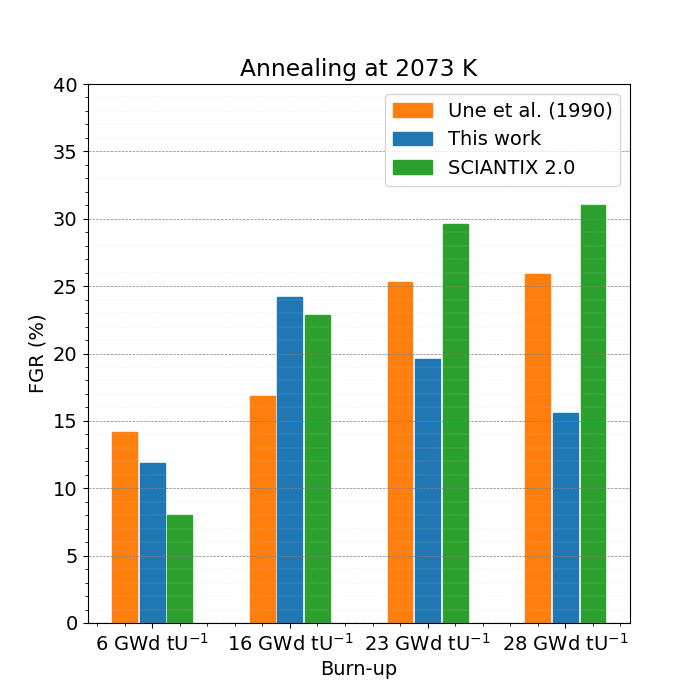 Annealing at 2073 K
40
35
30
25
20
15
10
5
0
FGR (%)
Une et al. (1990)
This work
SCIANTIX 2.0
6 GWd tU⁻¹ 16 GWd tU⁻¹ 23 GWd tU⁻¹ 28 GWd tU⁻¹
Burn-up